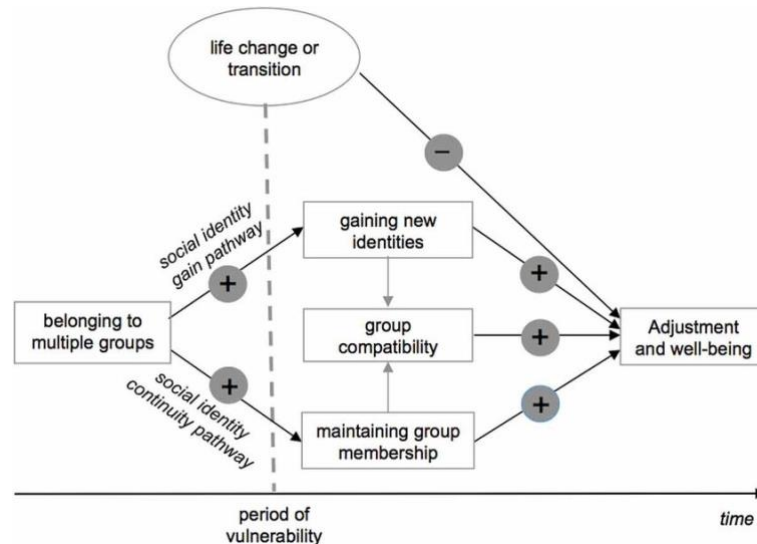 life change or
transition
−
social identity
gain pathway
+
gaining new
identities
+
belonging to
multiple groups
group
compatibility
+
Adjustment
and well-being
+
social identity
continuity pathway
maintaining group
membership
+
period of
vulnerability
time